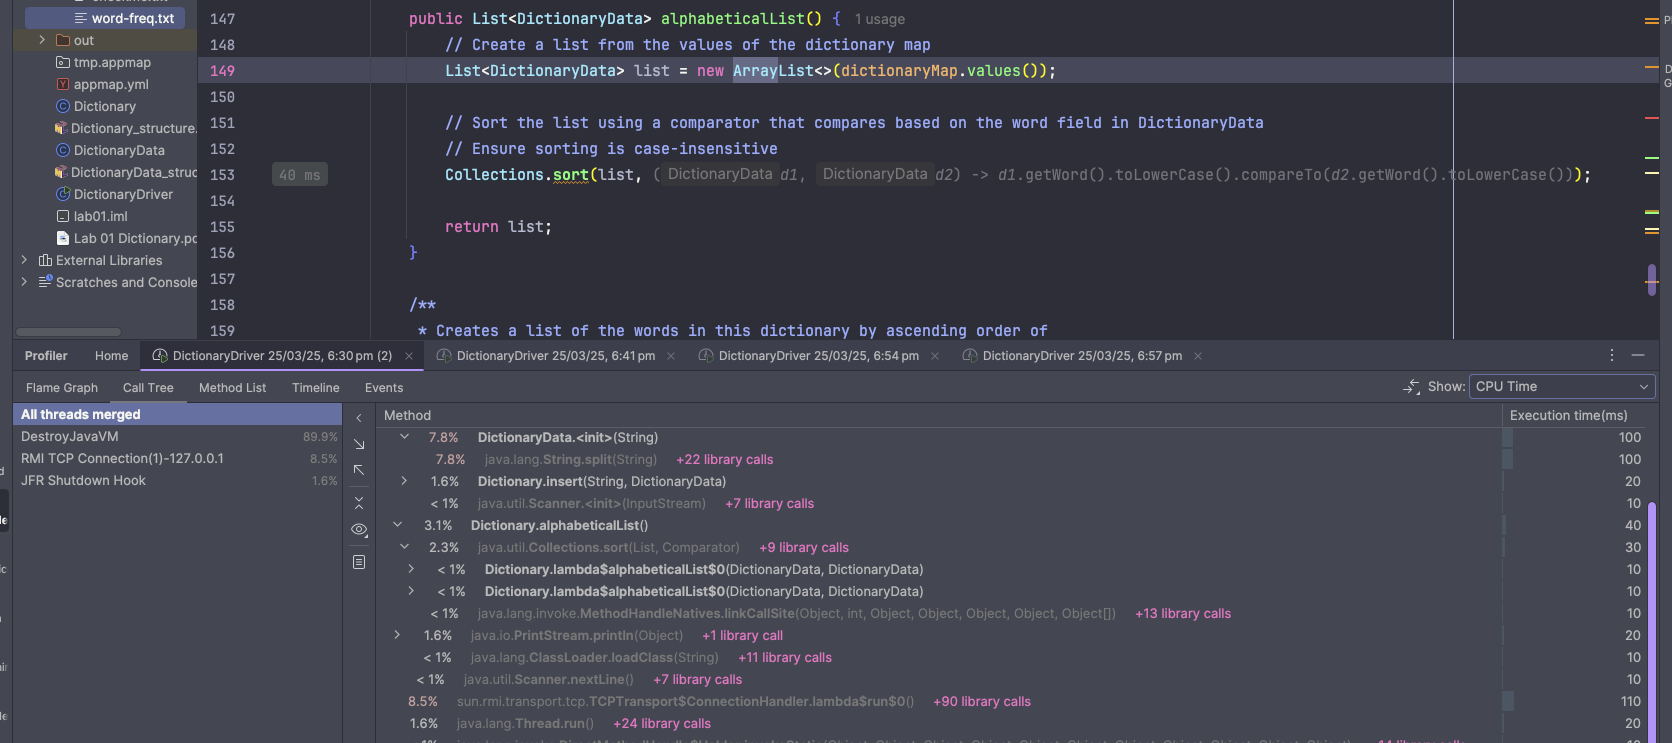 word-freq.txt
out
tmp.appmap
appmap.yml
Dictionary
Dictionary_structure.
DictionaryData
DictionaryData_struc
DictionaryDriver
lab01.iml
Lab 01 Dictionary.pc
External Libraries
Scratches and Console
147 public List<DictionaryData> alphabeticalList() { 1 usage
148 // Create a list from the values of the dictionary map
149 List<DictionaryData> list = new ArrayList<>(dictionaryMap.values());
150
151 // Sort the list using a comparator that compares based on the word field in DictionaryData
152 // Ensure sorting is case-insensitive
153 40 ms Collections.sort(list, (DictionaryData d1, DictionaryData d2) -> d1.getWord().toLowerCase().compareTo(d2.getWord().toLowerCase()));
154
155 return list;
156 }
157
158 /**
159 * Creates a list of the words in this dictionary by ascending order of
Profiler Home DictionaryDriver 25/03/25, 6:30 pm (2) × DictionaryDriver 25/03/25, 6:41 pm × DictionaryDriver 25/03/25, 6:54 pm × DictionaryDriver 25/03/25, 6:57 pm ×
Flame Graph Call Tree Method List Timeline Events Show: CPU Time
All threads merged
DestroyJavaVM 89.9%
RMI TCP Connection(1)-127.0.0.1 8.5%
JFR Shutdown Hook 1.6%
Method Execution time(ms)
7.8% DictionaryData.<init>(String) 100
7.8% java.lang.String.split(String) +22 library calls 100
1.6% Dictionary.insert(String, DictionaryData) 20
< 1% java.util.Scanner.<init>(InputStream) +7 library calls 10
3.1% Dictionary.alphabeticalList() 40
2.3% java.util.Collections.sort(List, Comparator) +9 library calls 30
< 1% Dictionary.lambda$alphabeticalList$0(DictionaryData, DictionaryData) 10
< 1% Dictionary.lambda$alphabeticalList$0(DictionaryData, DictionaryData) 10
< 1% java.lang.invoke.MethodHandleNatives.linkCallSite(Object, int, Object, Object, Object, Object, Object[]) +13 library calls 10
1.6% java.io.PrintStream.println(Object) +1 library call 20
< 1% java.lang.ClassLoader.loadClass(String) +11 library calls 10
< 1% java.util.Scanner.nextLine() +7 library calls 10
8.5% sun.rmi.transport.tcp.TCPTransport$ConnectionHandler.lambda$run$0() +90 library calls 110
1.6% java.lang.Thread.run() +24 library calls 20